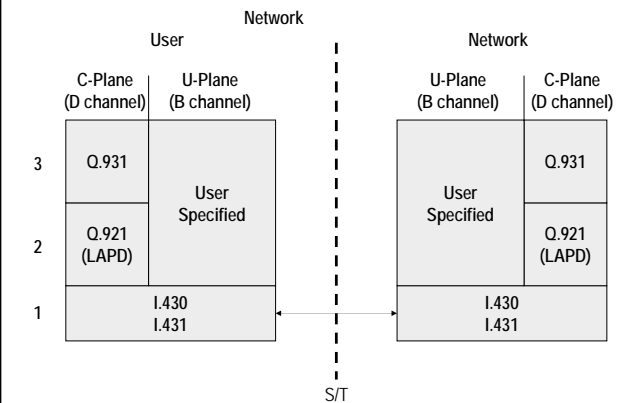 Network
User
Network
C-Plane
(D channel)
U-Plane
(B channel)
U-Plane
(B channel)
C-Plane
(D channel)
3
Q.931
User
Specified
2
Q.921
(LAPD)
User
Specified
Q.931
Q.921
(LAPD)
1
I.430
I.431
I.430
I.431
S/T